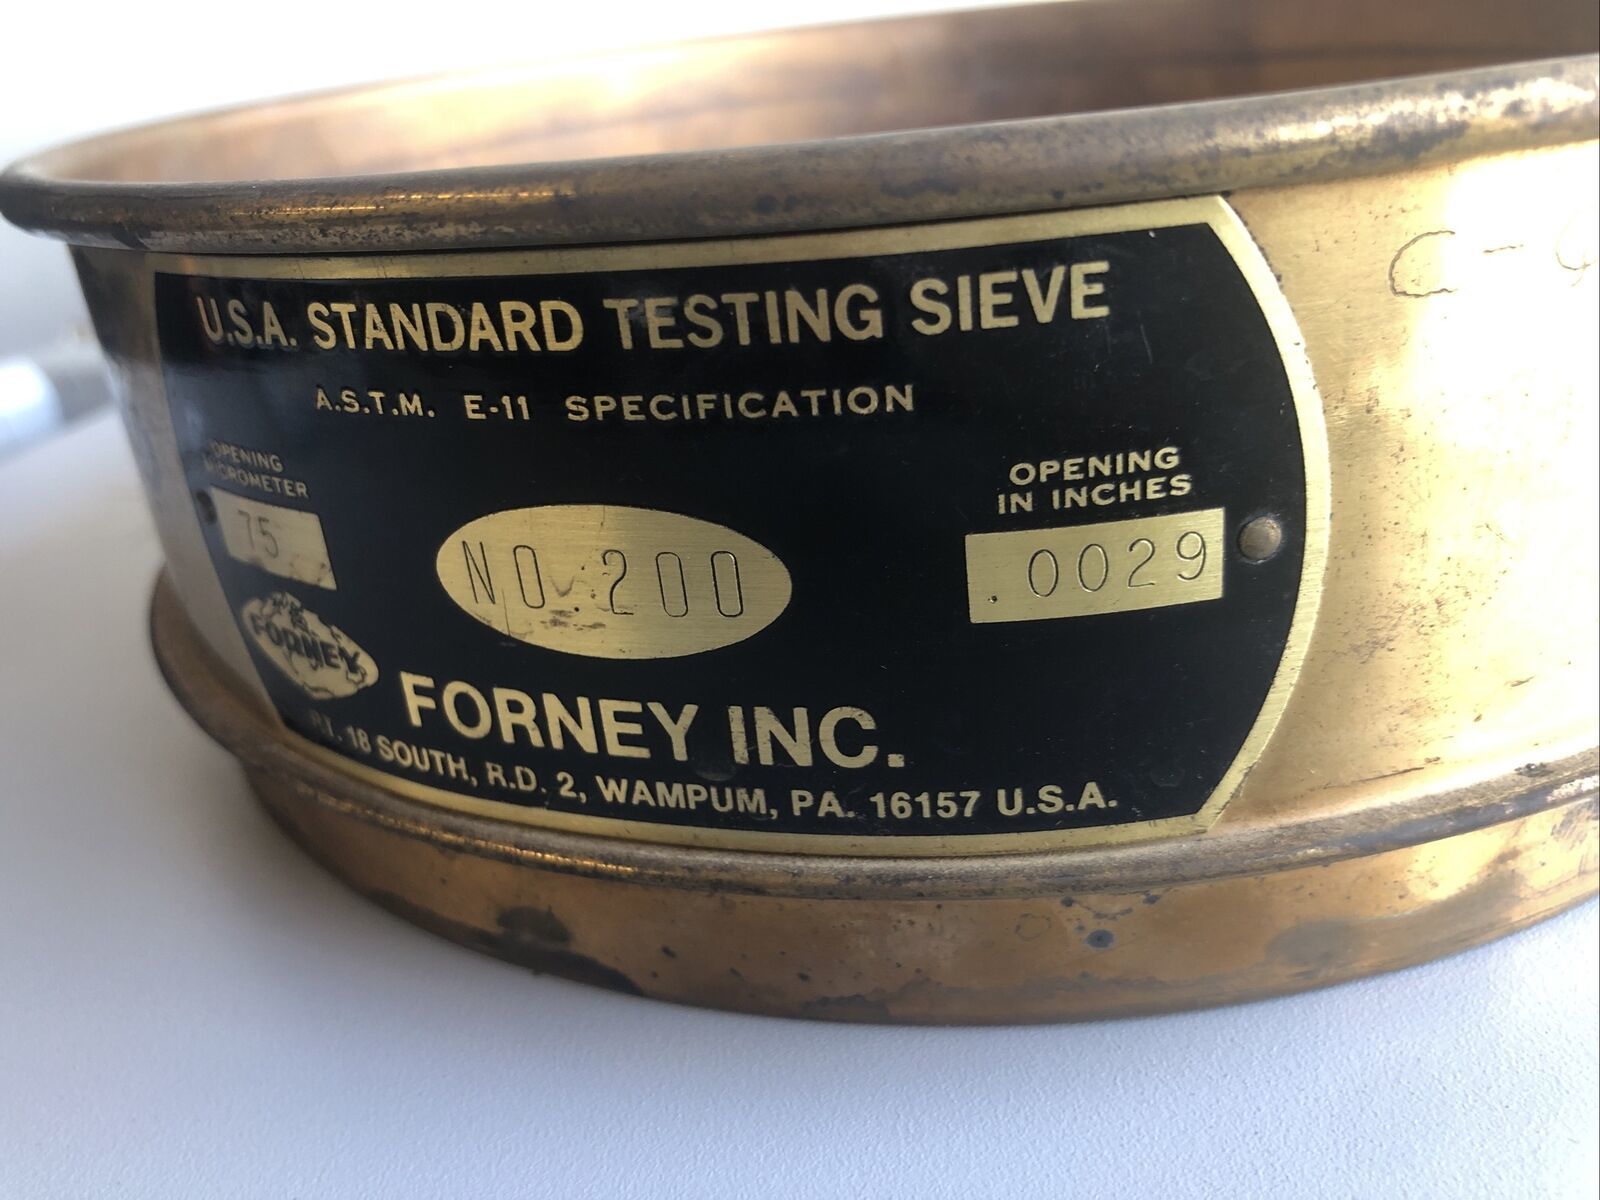 U.S.A. STANDARD TESTING SIEVE
A.S.T.M. E-11 SPECIFICATION
OPENING
MICROMETER
75
NO.200
OPENING
IN INCHES
.0029
FORNEY
FORNEY INC.
RT. 18 SOUTH, R.D. 2, WAMPUM, PA. 16157 U.S.A.